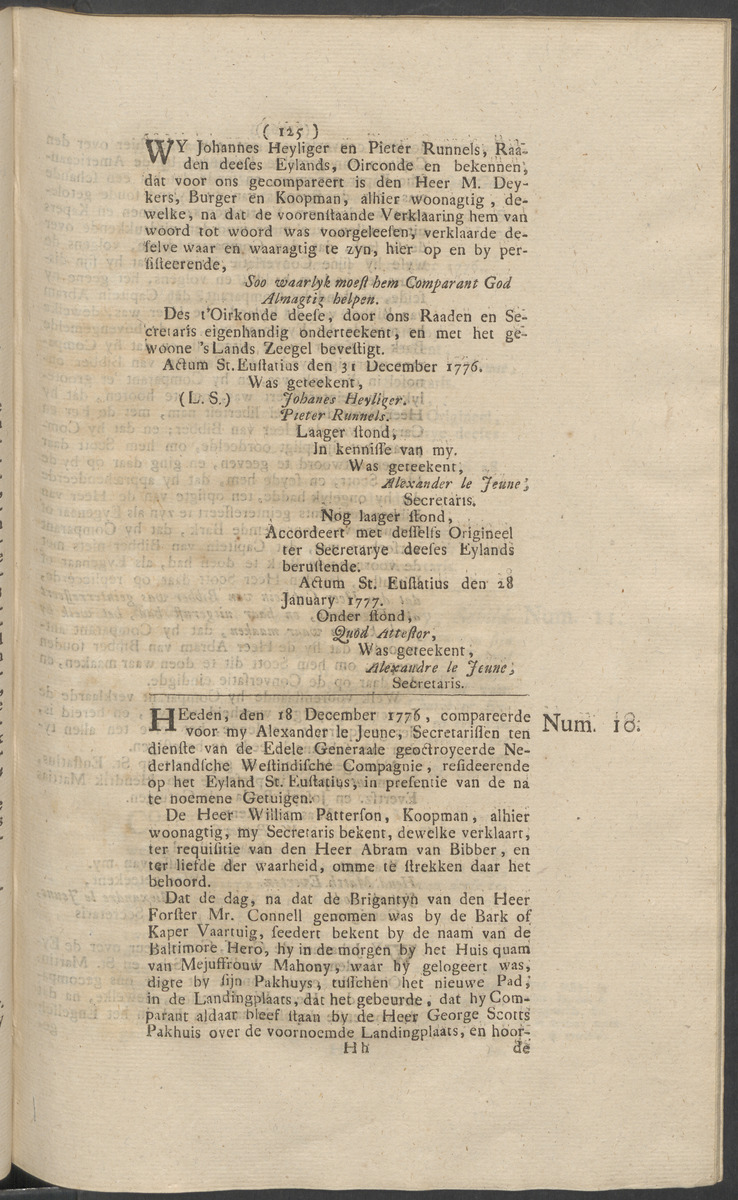 ( 125 )
WY Johannes Heyliger en Pieter Runnels, Raa-
den deeſes Eylands, Oirconde en bekennen,
dat voor ons gecompareert is den Heer M. Dey-
kers, Burger en Koopman, alhier woonagtig, de-
welke, na dat de voorenſtaande Verklaaring hem van
woord tot woord was voorgeleeſen, verklaarde de-
ſelve waar en waaragtig te zyn, hier op en by per-
ſiſteerende,
Soo waarlyk moeſt hem Comparant God
Almagtig helpen.
Des t'Oirkonde deeſe, door ons Raaden en Se-
cretaris eigenhandig onderteekent, en met het ge-
woone 's Lands Zeegel beveſtigt.
Actum St. Euſtatius den 31 December 1776.
Was geteekent,
(L. S.) Johanes Heyliger.
Pieter Runnels.
Laager ſtond,
In kenniſſe van my.
Was geteekent,
Alexander le Jeune,
Secretaris.
Nog laager ſtond,
Accordeert met deſſelfs Origineel
ter Secretarye deeſes Eylands
beruſtende.
Actum St. Euſtatius den 28
January 1777.
Onder ſtond,
Quod Atteſtor,
Was geteekent,
Alexandre le Jeune,
Secretaris.
HEeden, den 18 December 1776, compareerde
voor my Alexander le Jeune, Secretariſſen ten
dienſte van de Edele Generaale geoctroyeerde Ne-
derlandſche Weſtindiſche Compagnie, reſideerende
op het Eyland St. Euſtatius, in preſentie van de na
te noemene Getuigen.
Num. 18.
De Heer William Patterſon, Koopman, alhier
woonagtig, my Secretaris bekent, dewelke verklaart,
ter requiſitie van den Heer Abram van Bibber, en
ter liefde der waarheid, omme te ſtrekken daar het
behoord.
Dat de dag, na dat de Brigantyn van den Heer
Forſter Mr. Connell genomen was by de Bark of
Kaper Vaartuig, ſeedert bekent by de naam van de
Baltimore Hero, hy in de morgen by het Huis quam
van Mejuffrouw Mahony, waar hy gelogeert was,
digte by ſijn Pakhuys, tuſſchen het nieuwe Pad,
in de Landingplaats, dat het gebeurde, dat hy Com-
parant aldaar bleef ſtaan by de Heer George Scotts
Pakhuis over de voornoemde Landingplaats, en hoor-
H h de